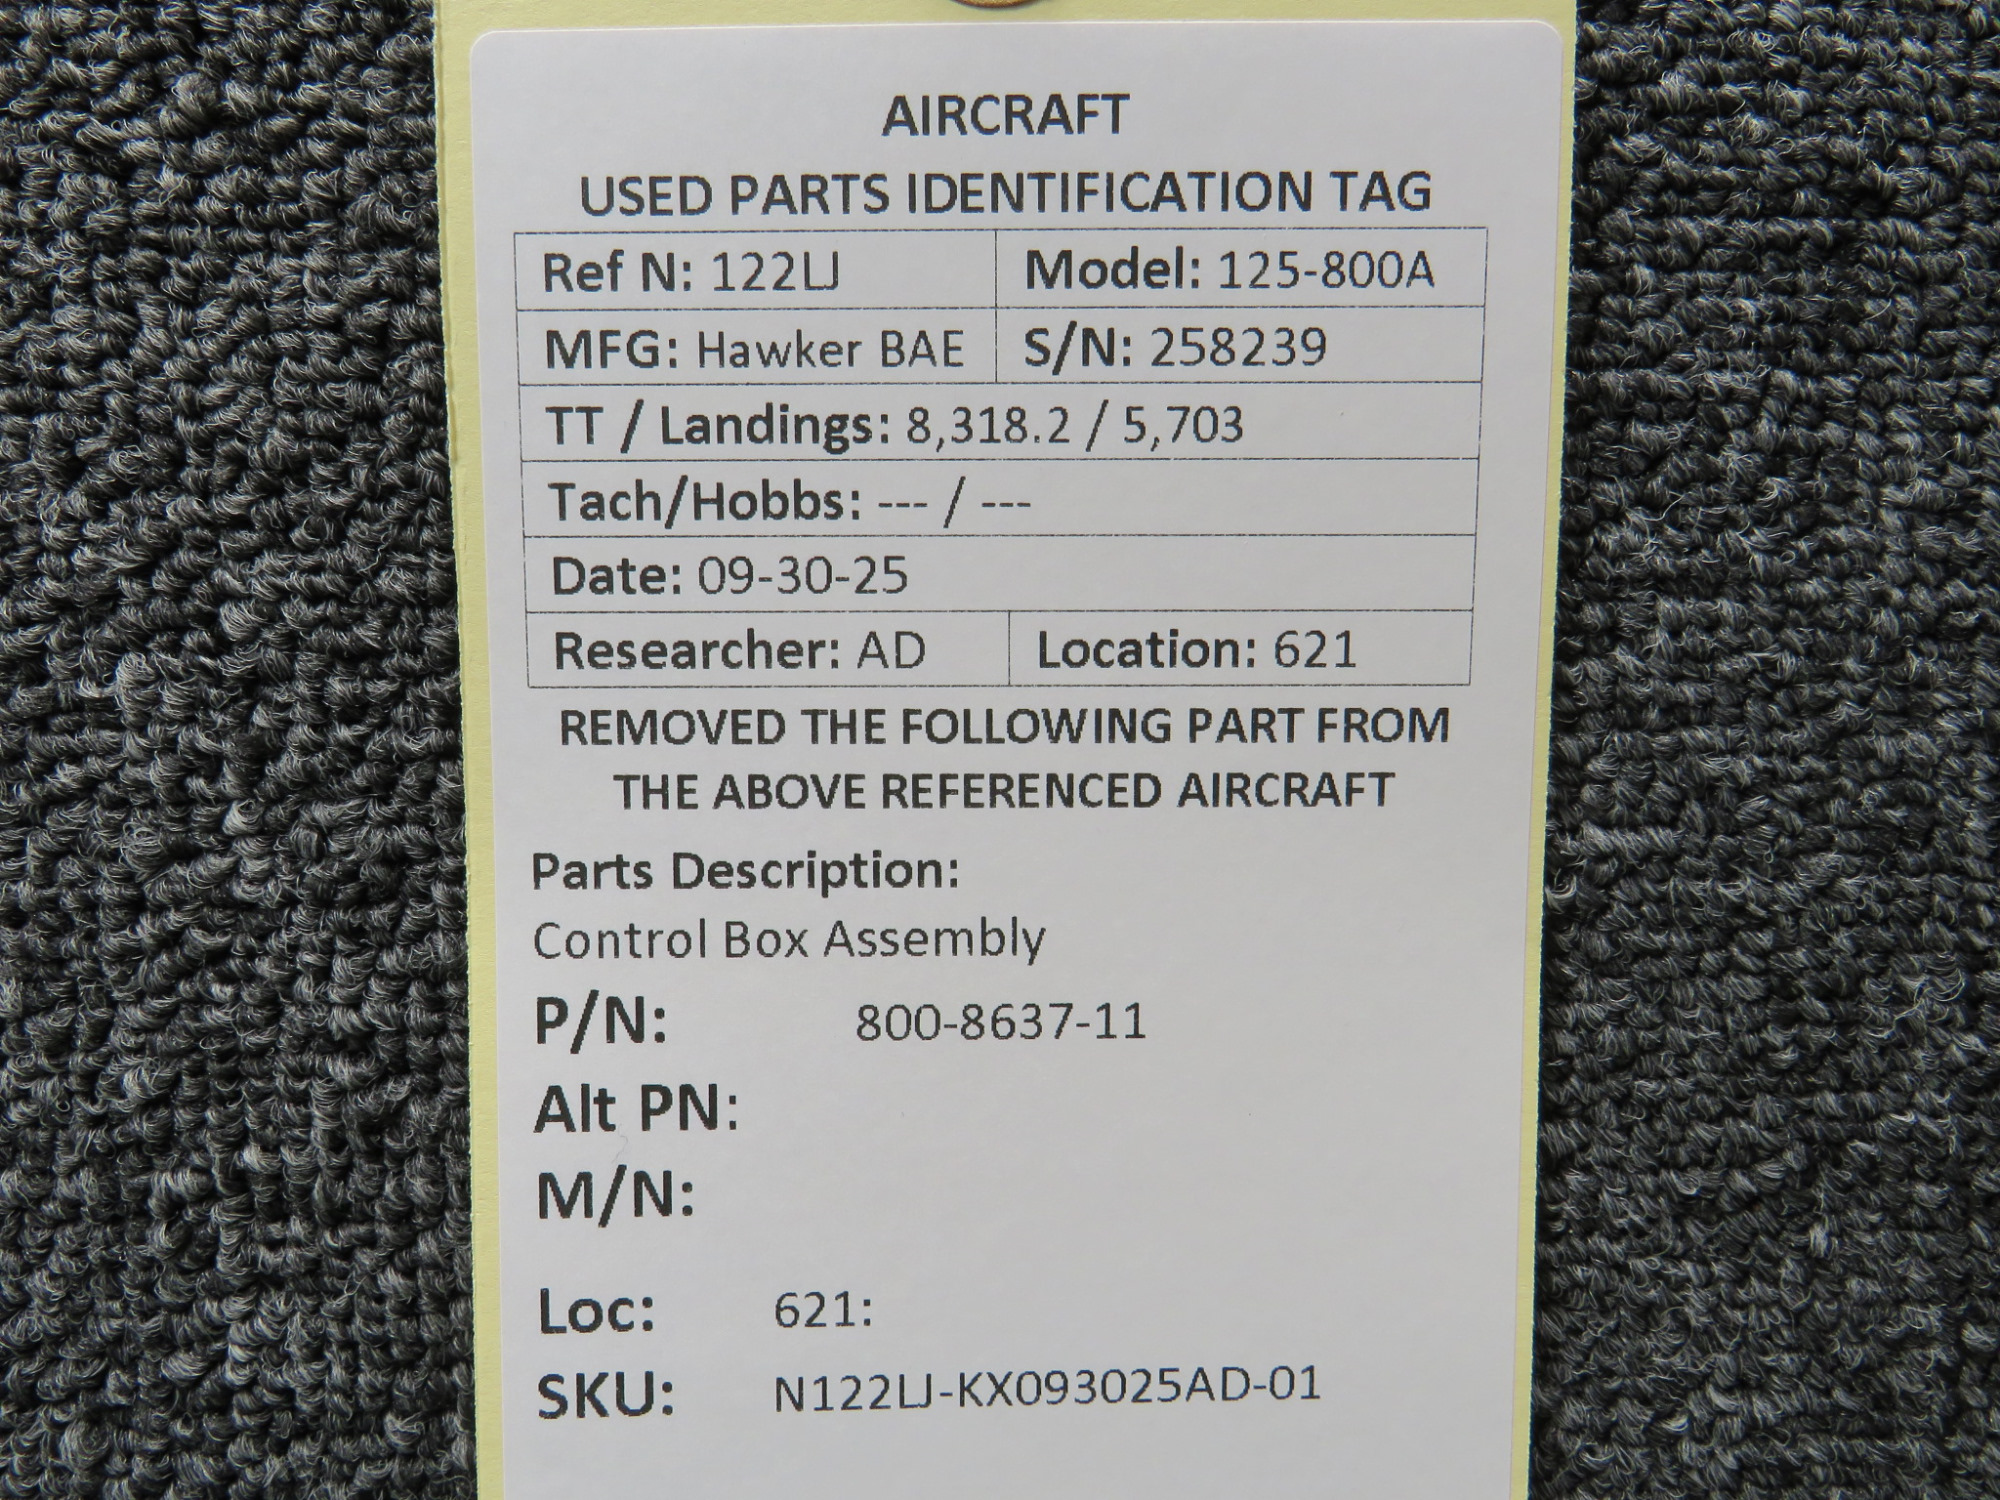 AIRCRAFT
USED PARTS IDENTIFICATION TAG
Ref N: 122LJ Model: 125-800A
MFG: Hawker BAE S/N: 258239
TT / Landings: 8,318.2 / 5,703
Tach/Hobbs: --- / ---
Date: 09-30-25
Researcher: AD Location: 621
REMOVED THE FOLLOWING PART FROM
THE ABOVE REFERENCED AIRCRAFT
Parts Description:
Control Box Assembly
P/N: 800-8637-11
Alt PN:
M/N:
Loc: 621:
SKU: N122LJ-KX093025AD-01